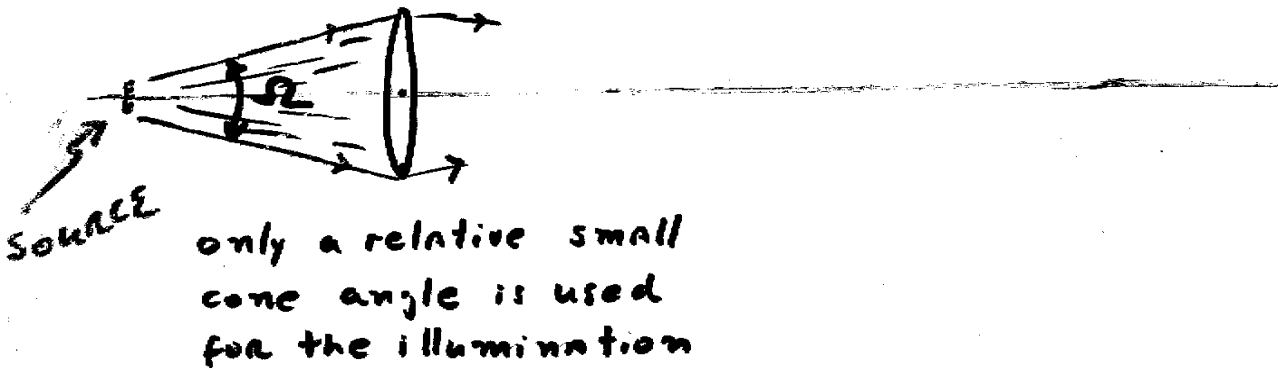 Ω
SOURCE
only a relative small
cone angle is used
for the illumination